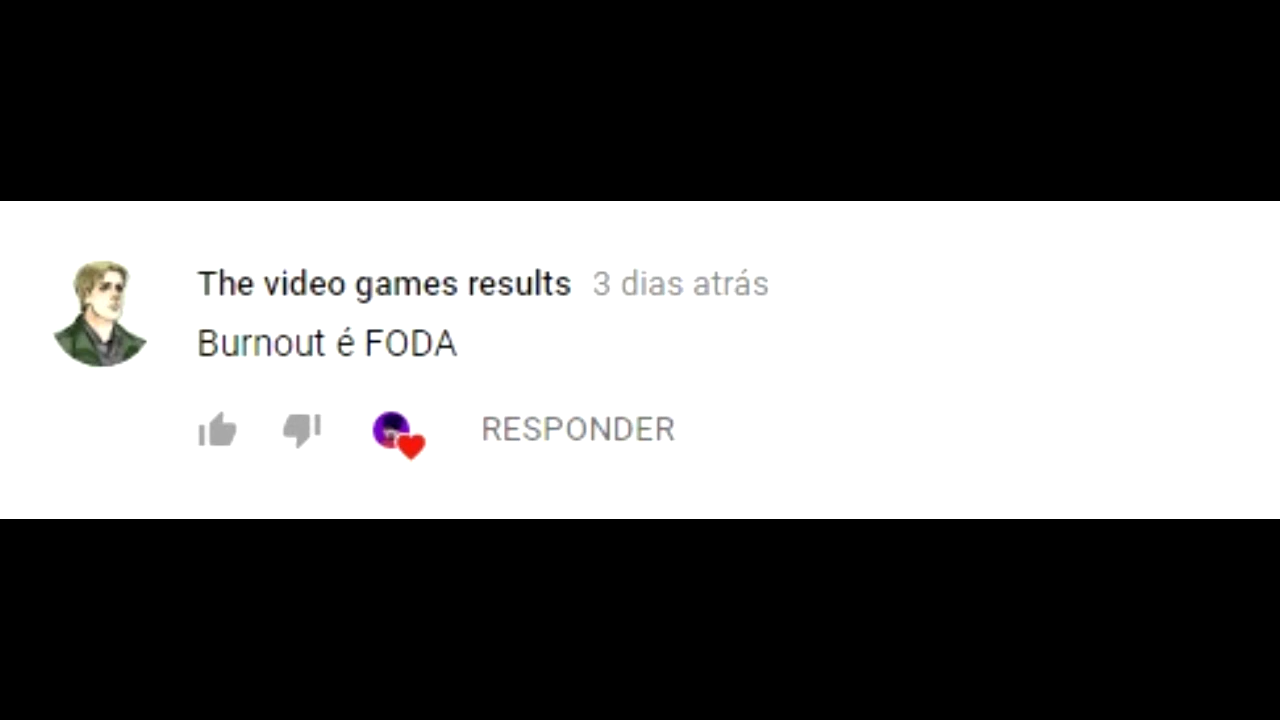 The video games results 3 dias atrás
Burnout é FODA
RESPONDER